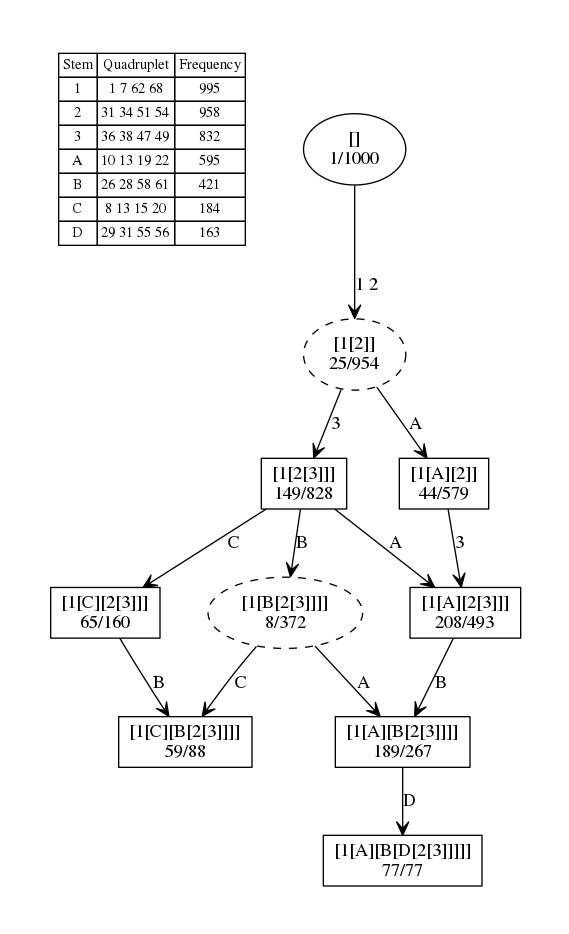 Stem Quadruplet Frequency
1 1 7 62 68 995
2 31 34 51 54 958
3 36 38 47 49 832
A 10 13 19 22 595
B 26 28 58 61 421
C 8 13 15 20 184
D 29 31 55 56 163
[]
1/1000
1 2
[1[2]]
25/954
3 A
[1[2[3]]]
149/828
[1[A][2]]
44/579
C B A 3
[1[C][2[3]]]
65/160
[1[B[2[3]]]]
8/372
[1[A][2[3]]]
208/493
B C A B
[1[C][B[2[3]]]]
59/88
[1[A][B[2[3]]]]
189/267
D
[1[A][B[D[2[3]]]]]
77/77